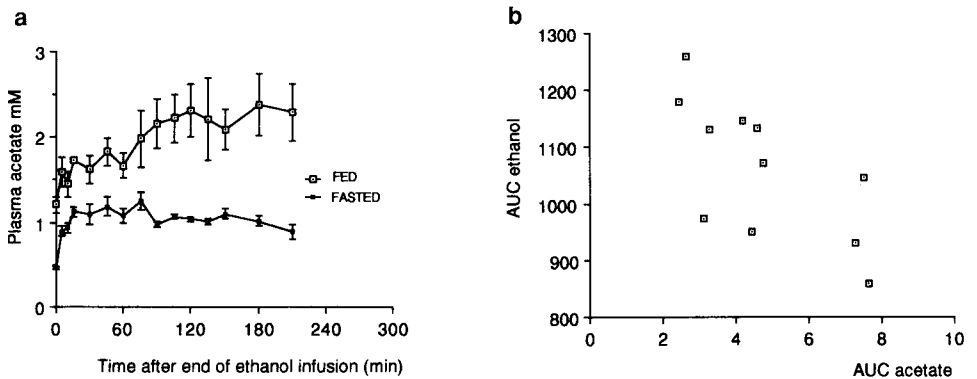 a
3
2
1
0
Plasma acetate mM
0 60 120 180 240 300
Time after end of ethanol infusion (min)
FED
FASTED
b
1300
1200
1100
1000
900
800
AUC ethanol
0 2 4 6 8 10
AUC acetate